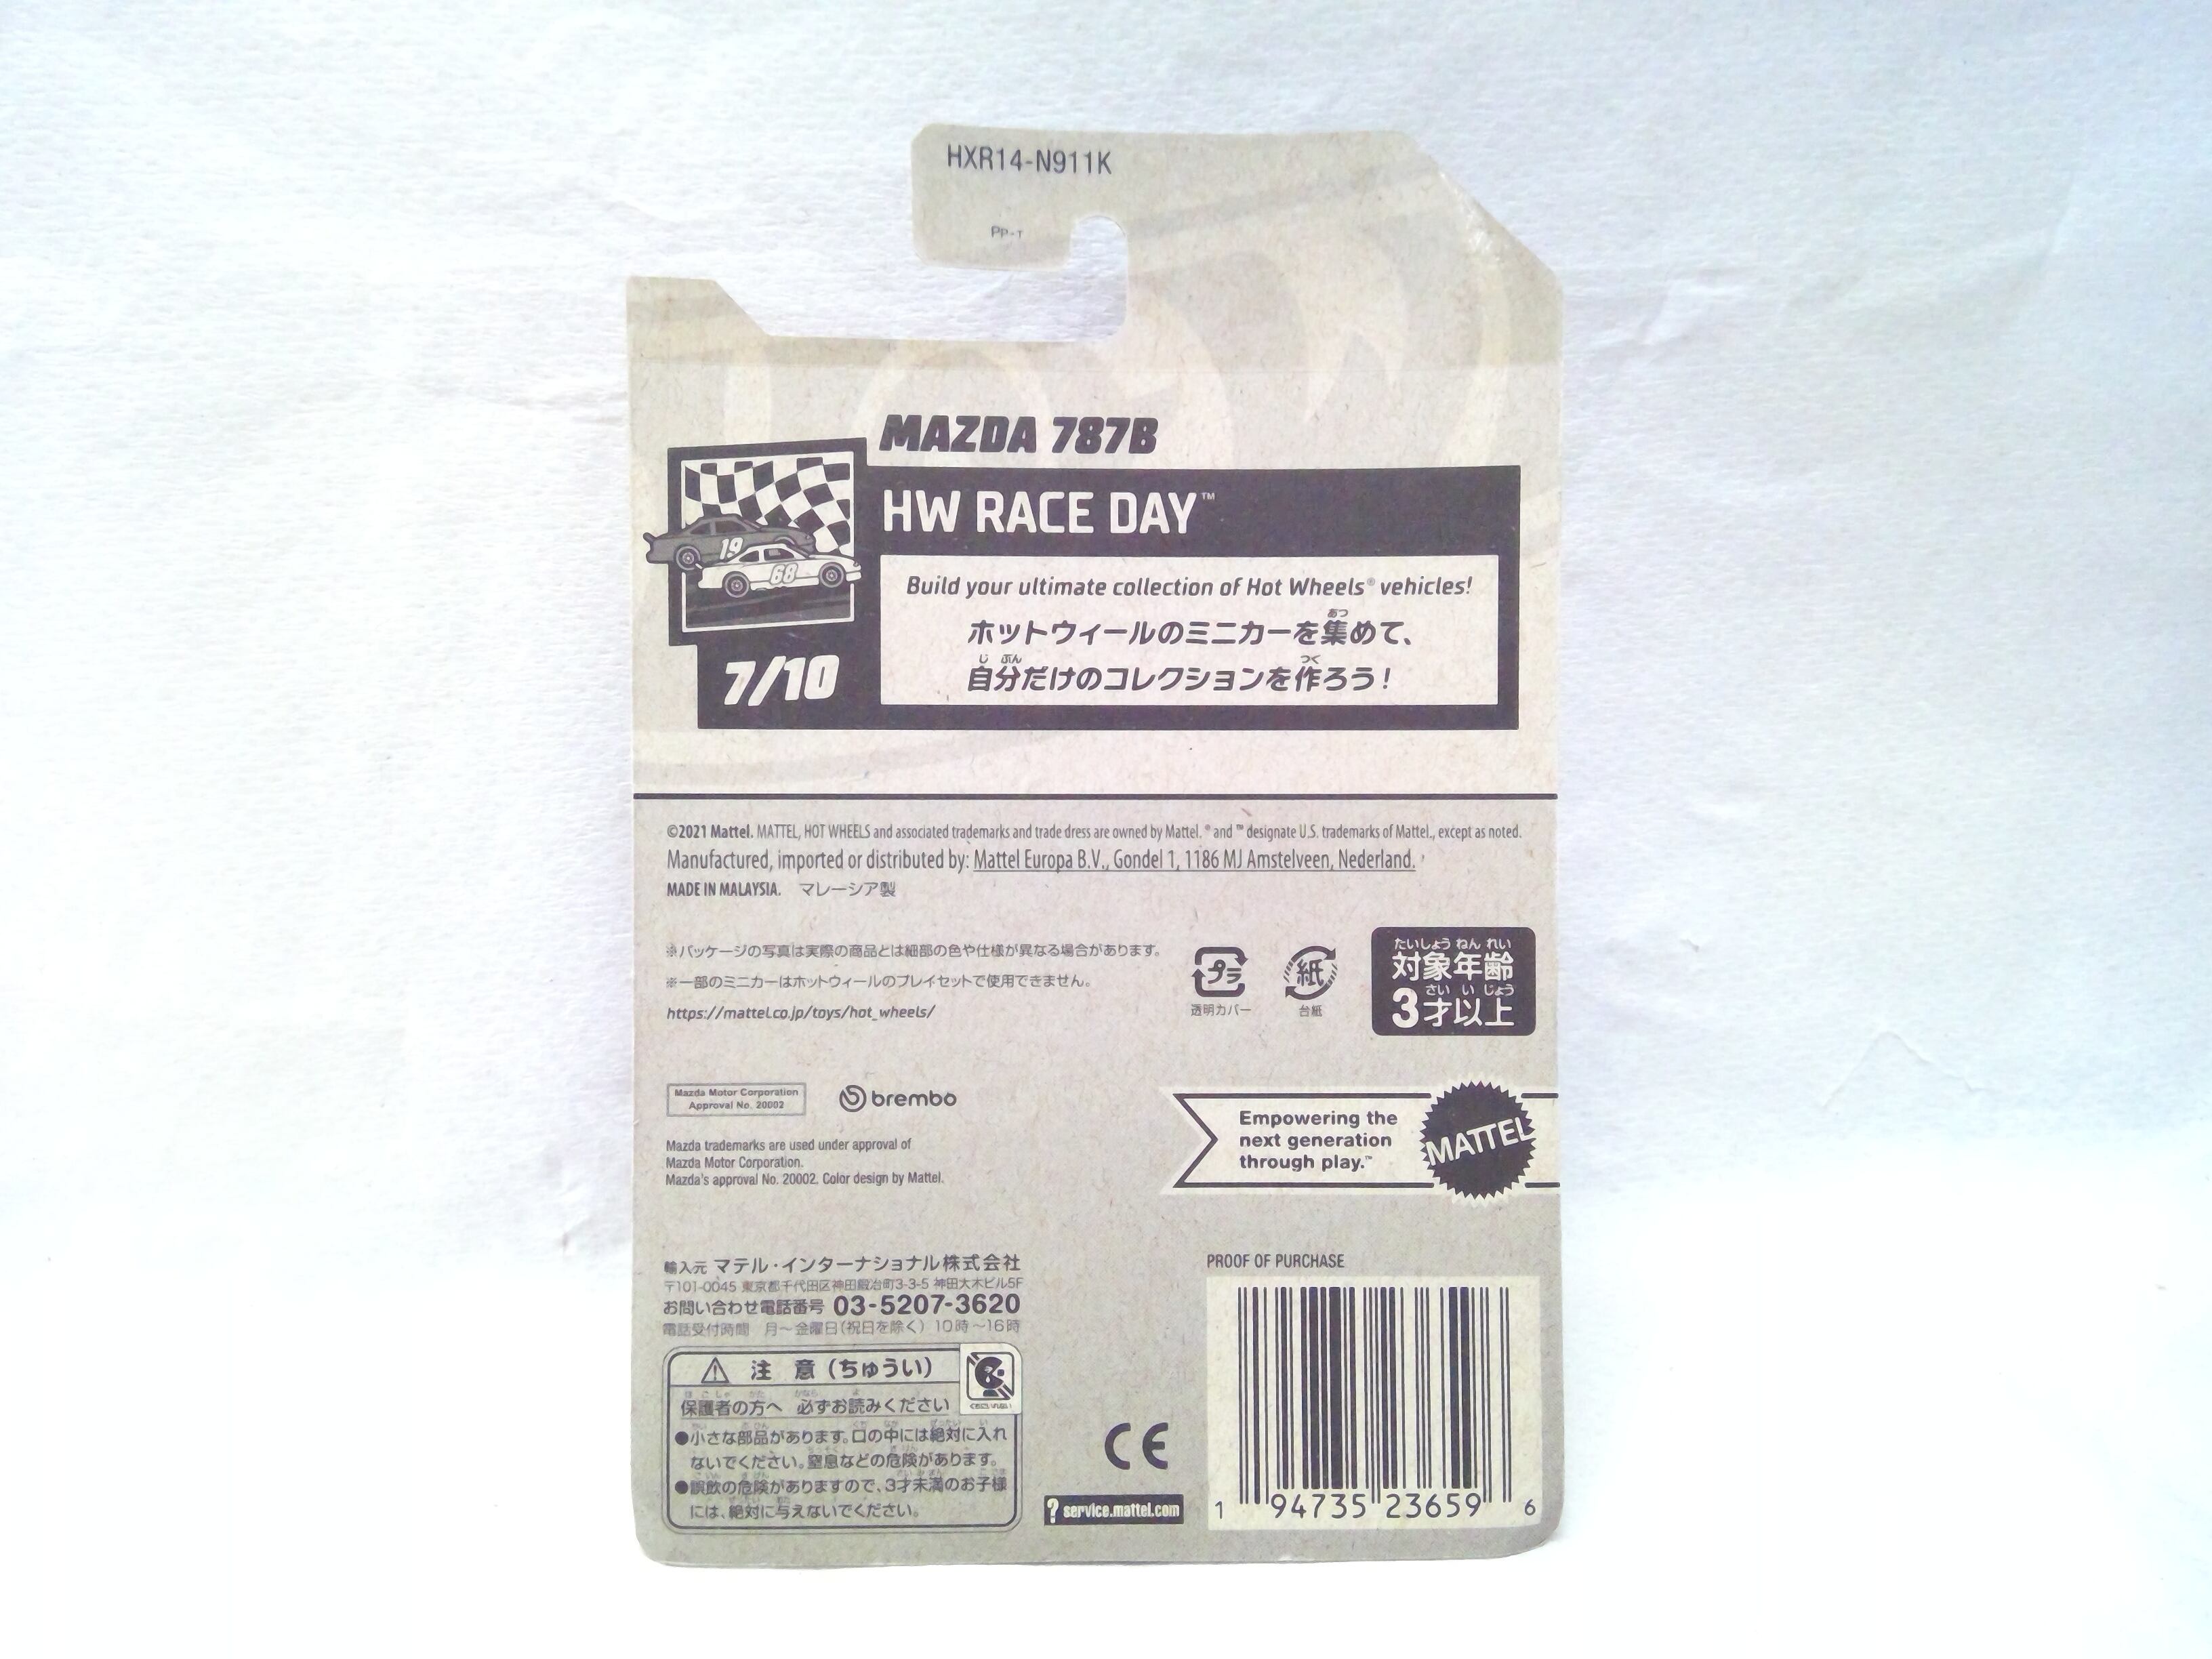 HXR14-N911K
PP-T
MAZDA 787B
HW RACE DAY™
19
68
7/10
Build your ultimate collection of Hot Wheels® vehicles!
ホットウィールのミニカーを集めて、
自分だけのコレクションを作ろう!
©2021 Mattel. MATTEL, HOT WHEELS and associated trademarks and trade dress are owned by Mattel. ® and ™ designate U.S. trademarks of Mattel., except as noted.
Manufactured, imported or distributed by: Mattel Europa B.V., Gondel 1, 1186 MJ Amstelveen, Nederland.
MADE IN MALAYSIA. マレーシア製
※パッケージの写真は実際の商品とは細部の色や仕様が異なる場合があります。
※一部のミニカーはホットウィールのプレイセットで使用できません。
https://mattel.co.jp/toys/hot_wheels/
プラ
透明カバー
紙
台紙
たいしょう ねん れい
対象年齢
さい い じょう
3才以上
Mazda Motor Corporation
Approval No. 20002
brembo
Mazda trademarks are used under approval of
Mazda Motor Corporation.
Mazda's approval No. 20002. Color design by Mattel.
Empowering the
next generation
through play.™
MATTEL
輸入元 マテル・インターナショナル株式会社
〒101-0045 東京都千代田区神田鍛冶町3-3-5 神田大木ビル5F
お問い合わせ電話番号 03-5207-3620
電話受付時間 月〜金曜日(祝日を除く) 10時〜16時
注 意(ちゅうい)
保護者の方へ 必ずお読みください
●小さな部品があります。口の中には絶対に入れ
ないでください。窒息などの危険があります。
●誤飲の危険がありますので、3才未満のお子様
には、絶対に与えないでください。
CE
? service.mattel.com
PROOF OF PURCHASE
1 94735 23659 6